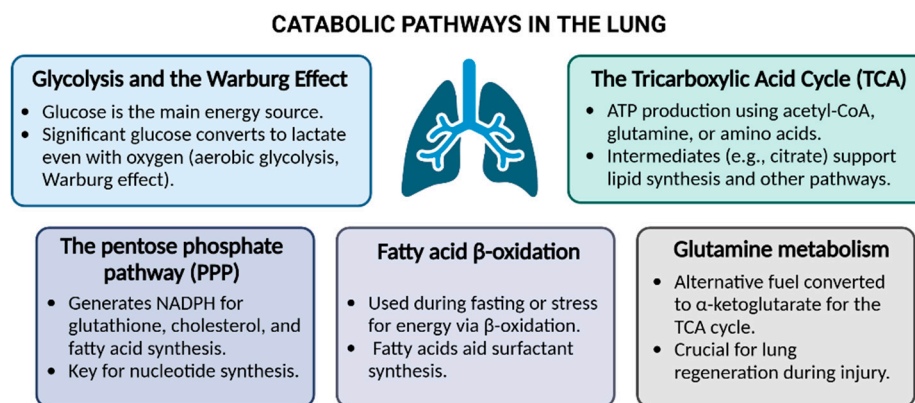 CATABOLIC PATHWAYS IN THE LUNG
Glycolysis and the Warburg Effect
• Glucose is the main energy source.
• Significant glucose converts to lactate
even with oxygen (aerobic glycolysis,
Warburg effect).
The Tricarboxylic Acid Cycle (TCA)
• ATP production using acetyl-CoA,
glutamine, or amino acids.
• Intermediates (e.g., citrate) support
lipid synthesis and other pathways.
The pentose phosphate
pathway (PPP)
• Generates NADPH for
glutathione, cholesterol, and
fatty acid synthesis.
• Key for nucleotide synthesis.
Fatty acid β-oxidation
• Used during fasting or stress
for energy via β-oxidation.
• Fatty acids aid surfactant
synthesis.
Glutamine metabolism
• Alternative fuel converted
to α-ketoglutarate for the
TCA cycle.
• Crucial for lung
regeneration during injury.